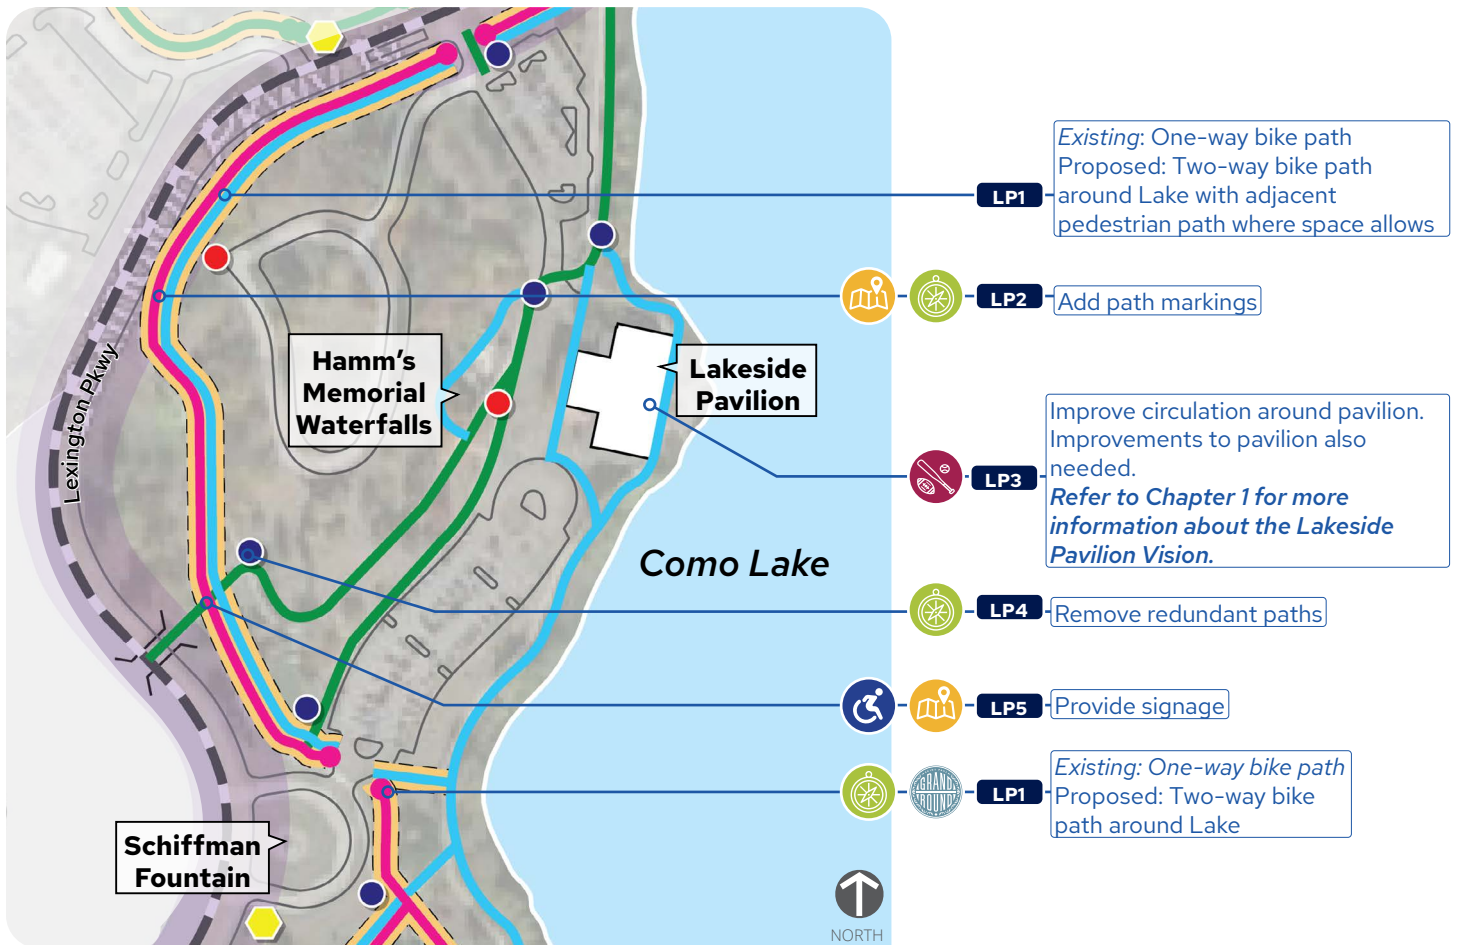 Existing: One-way bike path
Proposed: Two-way bike path
LP1
around Lake with adjacent
pedestrian path where space allows
LP2
Add path markings
Lexington Pkwy
Hamm's
Memorial
Waterfalls
Lakeside
Pavilion
Improve circulation around pavilion.
Improvements to pavilion also
LP3
needed.
Refer to Chapter 1 for more
information about the Lakeside
Pavilion Vision.
Como Lake
LP4
Remove redundant paths
LP5
Provide signage
Existing: One-way bike path
GRAND
ROUND
LP1
Proposed: Two-way bike
path around Lake
Schiffman
Fountain
NORTH